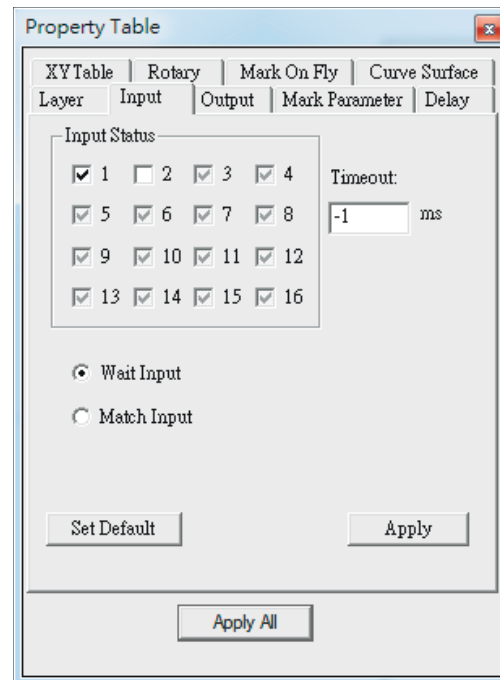 Property Table
XY Table Rotary Mark On Fly Curve Surface
Layer Input Output Mark Parameter Delay
Input Status
1 2 3 4 Timeout:
5 6 7 8 -1 ms
9 10 11 12
13 14 15 16
Wait Input
Match Input
Set Default Apply
Apply All